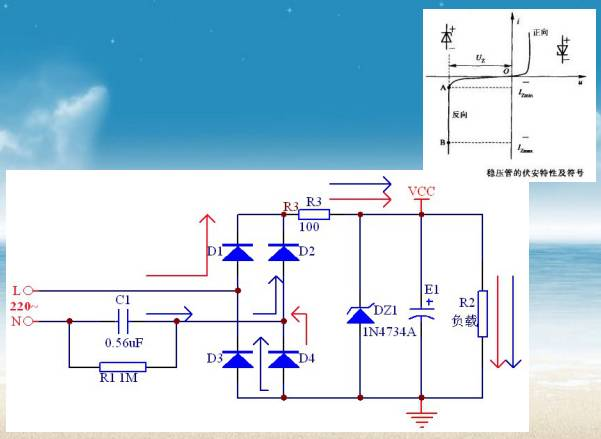 i
正向
+
−
+
−
U_Z
O
u
A
I_Zmin
反向
B
I_Zmax
稳压管的伏安特性及符号
R3
R3
VCC
100
D1
D2
L
220~
N
C1
0.56uF
R1 1M
D3
D4
DZ1
1N4734A
E1
+
R2
负载